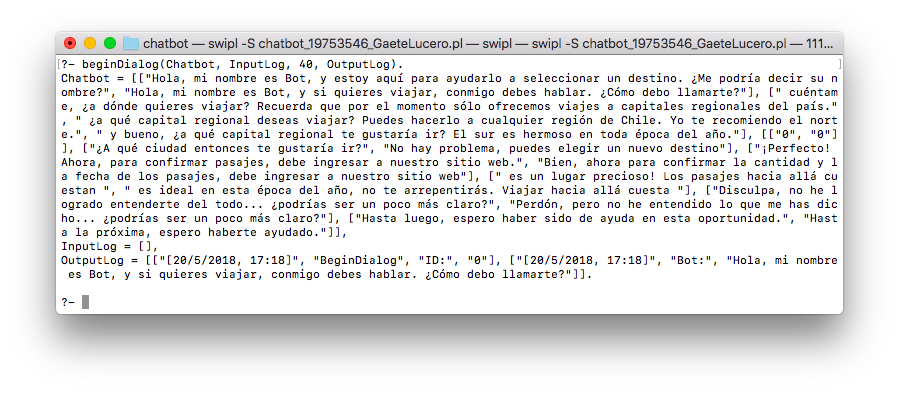 chatbot — swipl -S chatbot_19753546_GaeteLucero.pl — swipl — swipl -S chatbot_19753546_GaeteLucero.pl — 111...
[?- beginDialog(Chatbot, InputLog, 40, OutputLog). ]
Chatbot = [["Hola, mi nombre es Bot, y estoy aquí para ayudarlo a seleccionar un destino. ¿Me podría decir su n
ombre?", "Hola, mi nombre es Bot, y si quieres viajar, conmigo debes hablar. ¿Cómo debo llamarte?"], [" cuéntam
e, ¿a dónde quieres viajar? Recuerda que por el momento sólo ofrecemos viajes a capitales regionales del país."
, " ¿a qué capital regional deseas viajar? Puedes hacerlo a cualquier región de Chile. Yo te recomiendo el nort
e.", " y bueno, ¿a qué capital regional te gustaría ir? El sur es hermoso en toda época del año."], [["0", "0"]
], ["¿A qué ciudad entonces te gustaría ir?", "No hay problema, puedes elegir un nuevo destino"], ["¡Perfecto!
Ahora, para confirmar pasajes, debe ingresar a nuestro sitio web.", "Bien, ahora para confirmar la cantidad y l
a fecha de los pasajes, debe ingresar a nuestro sitio web"], [" es un lugar precioso! Los pasajes hacia allá cu
estan ", " es ideal en esta época del año, no te arrepentirás. Viajar hacia allá cuesta "], ["Disculpa, no he l
ogrado entenderte del todo... ¿podrías ser un poco más claro?", "Perdón, pero no he entendido lo que me has dic
ho... ¿podrías ser un poco más claro?"], ["Hasta luego, espero haber sido de ayuda en esta oportunidad.", "Hast
a la próxima, espero haberte ayudado."]],
InputLog = [],
OutputLog = [["[20/5/2018, 17:18]", "BeginDialog", "ID:", "0"], ["[20/5/2018, 17:18]", "Bot:", "Hola, mi nombre
 es Bot, y si quieres viajar, conmigo debes hablar. ¿Cómo debo llamarte?"]].
?-